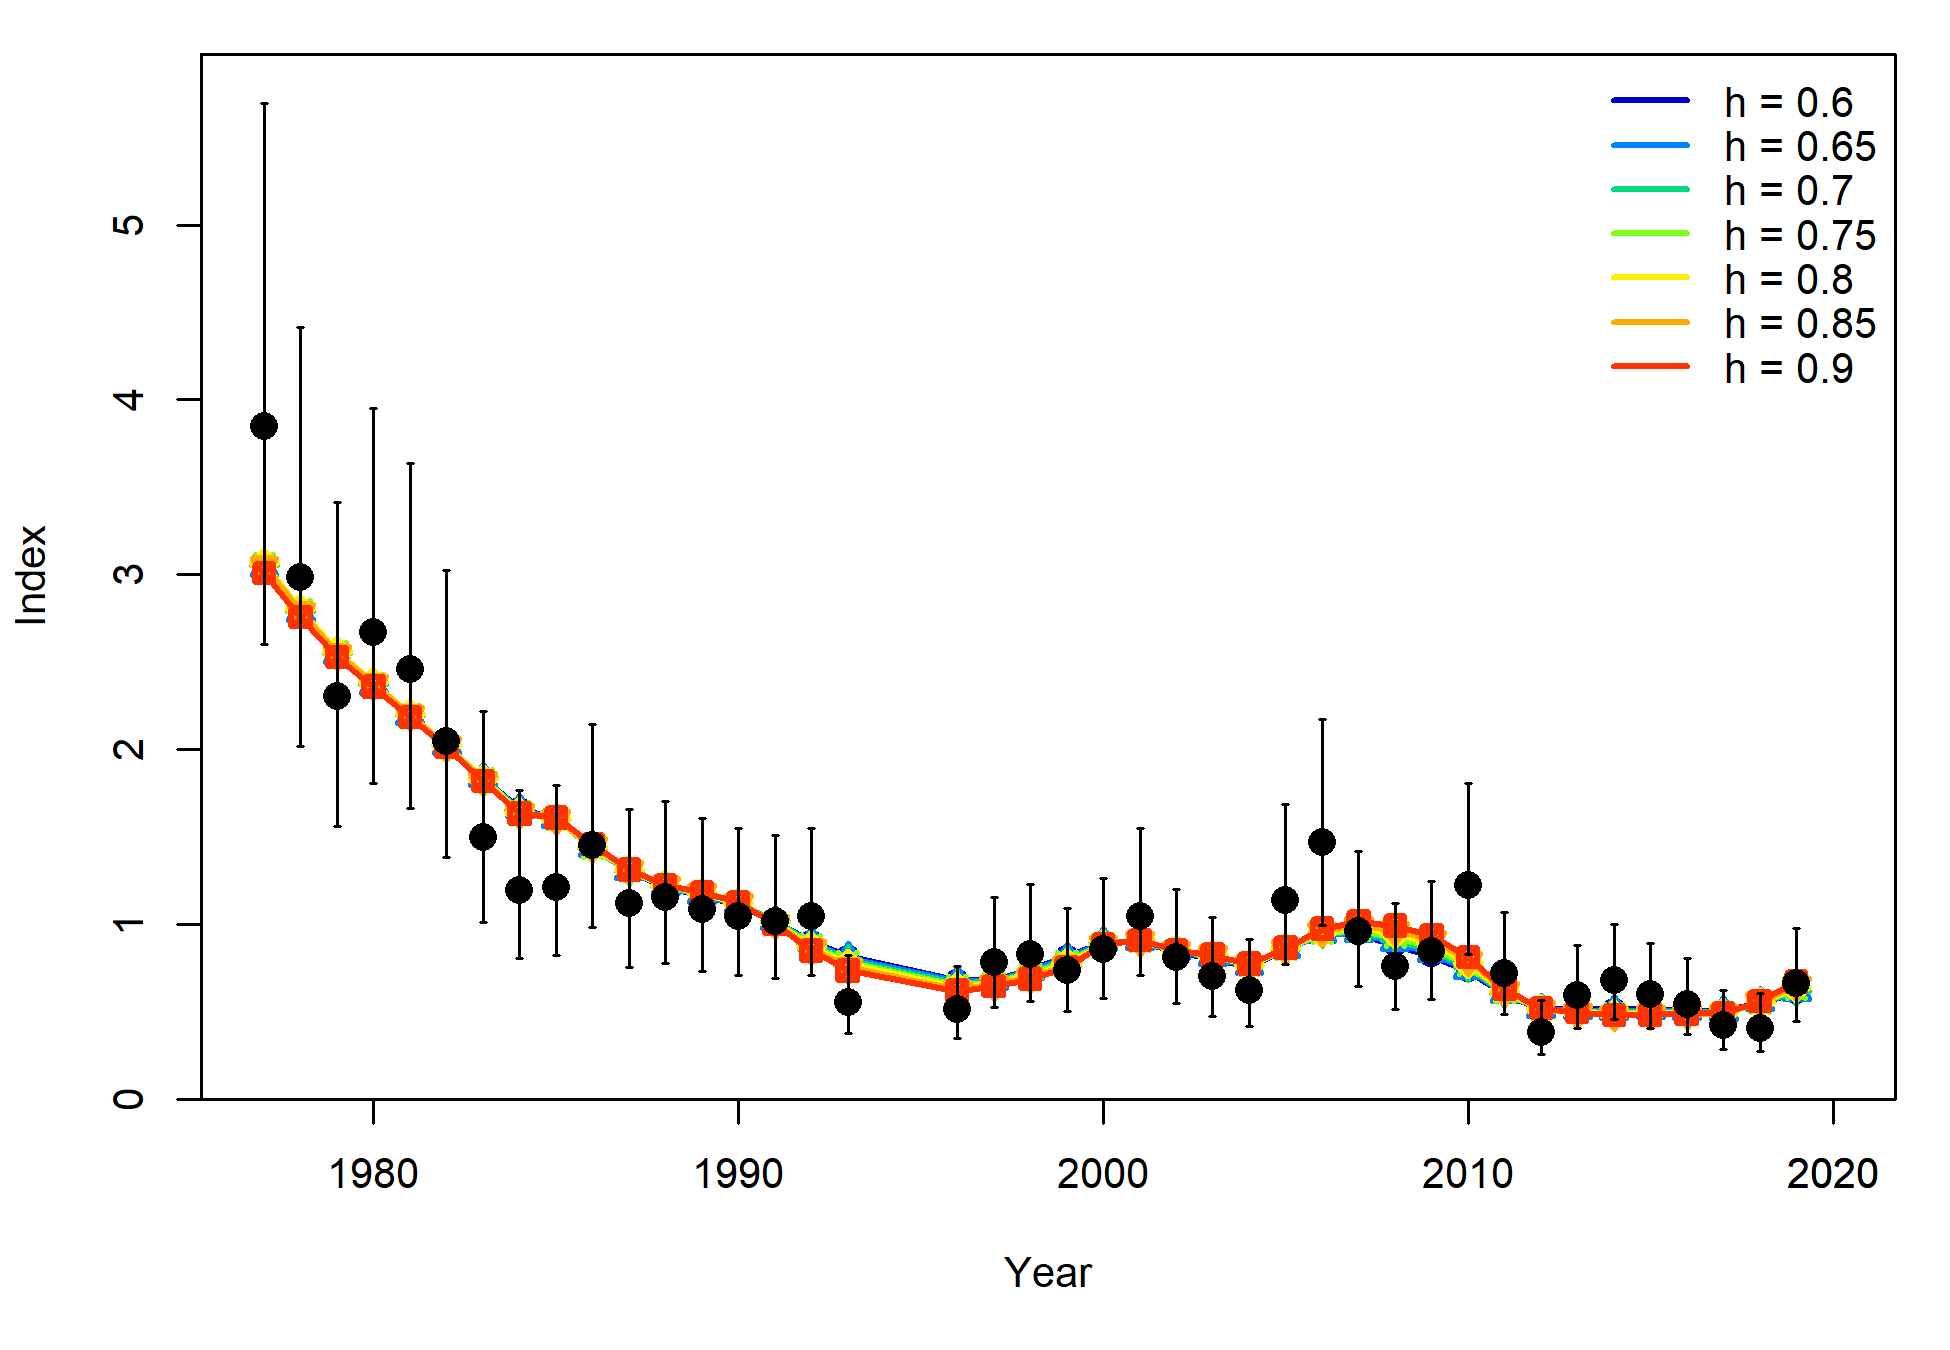 h = 0.6
h = 0.65
h = 0.7
h = 0.75
h = 0.8
h = 0.85
h = 0.9
5
4
3
2
1
0
Index
1980 1990 2000 2010 2020
Year